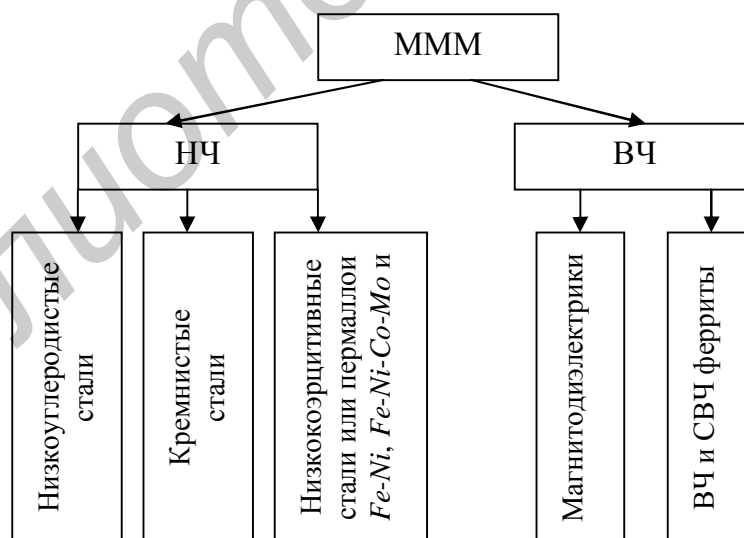 МММ
НЧ
ВЧ
Низкоуглеродистые
стали
Кремнистые
стали
Низкокоэрцитивные
стали или пермаллои
Fe-Ni, Fe-Ni-Co-Mo и
Магнитодиэлектрики
ВЧ и СВЧ ферриты